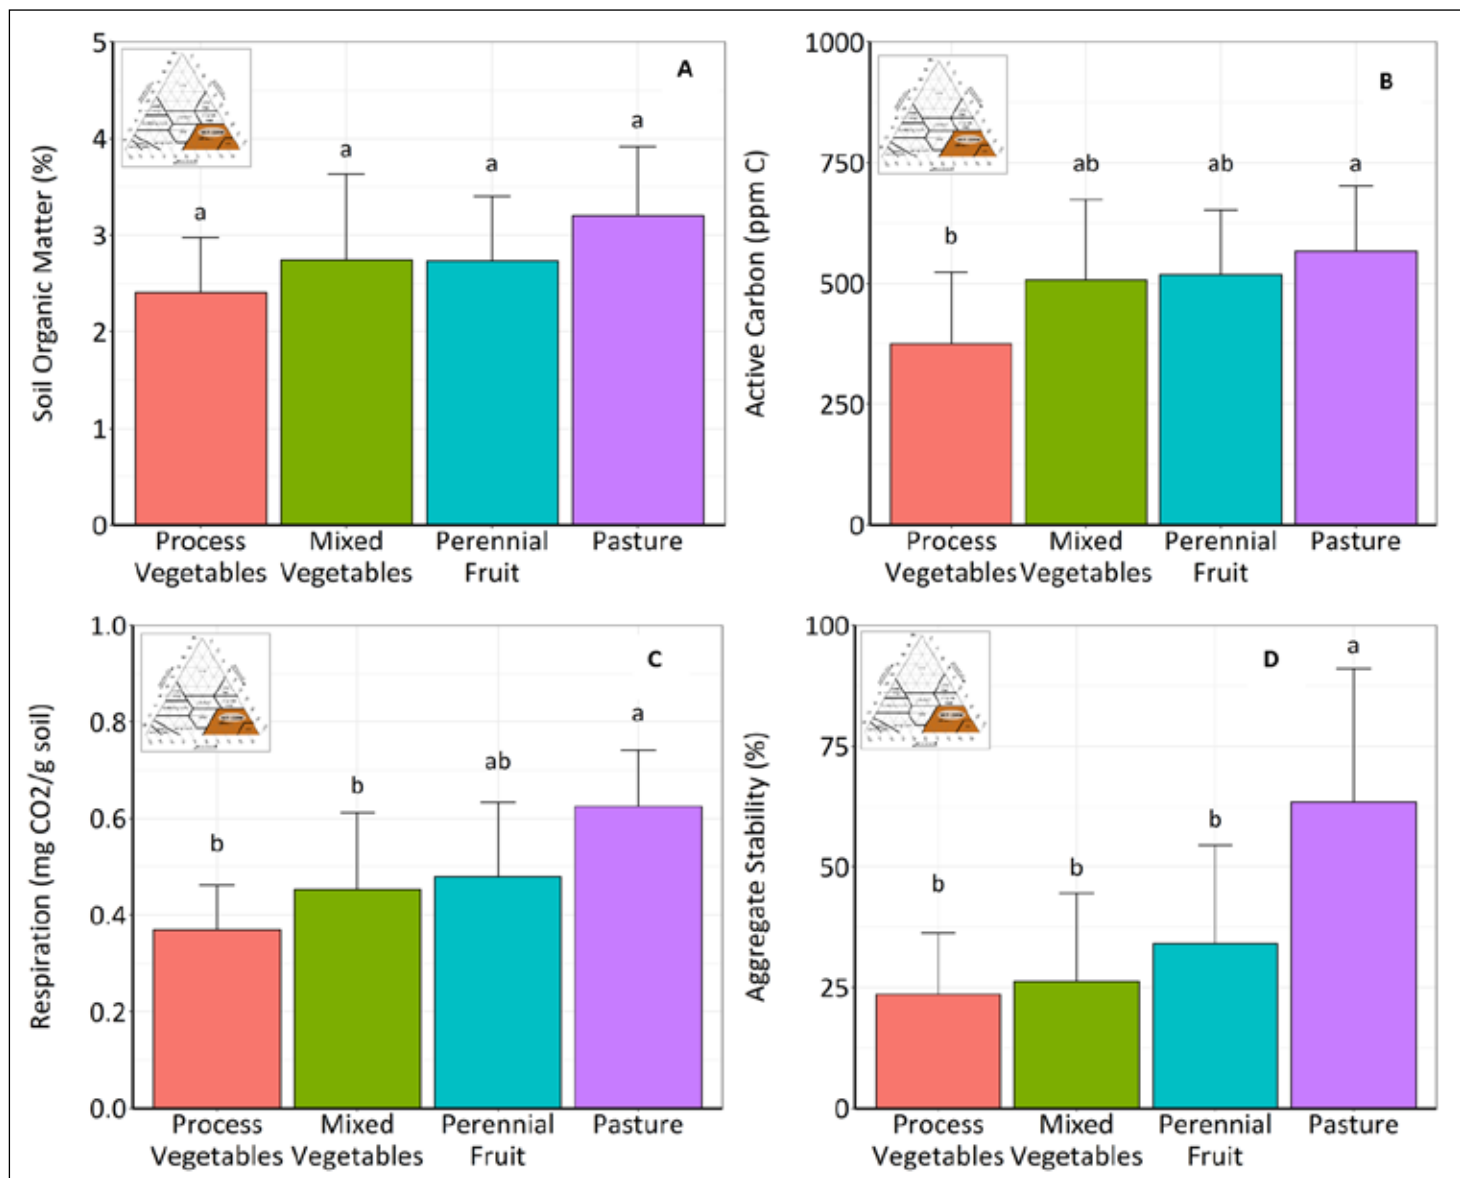 A
Soil Organic Matter (%)
5
4
3
2
1
0
a
a
a
a
Process
Vegetables
Mixed
Vegetables
Perennial
Fruit
Pasture
B
Active Carbon (ppm C)
1000
750
500
250
0
b
ab
ab
a
Process
Vegetables
Mixed
Vegetables
Perennial
Fruit
Pasture
C
Respiration (mg CO2/g soil)
1.0
0.8
0.6
0.4
0.2
0.0
b
b
ab
a
Process
Vegetables
Mixed
Vegetables
Perennial
Fruit
Pasture
D
Aggregate Stability (%)
100
75
50
25
0
b
b
b
a
Process
Vegetables
Mixed
Vegetables
Perennial
Fruit
Pasture